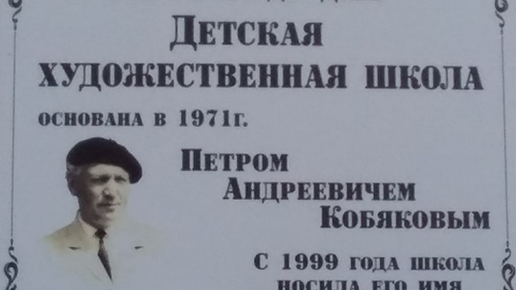 Детская
художественная школа
основана в 1971г.
Петром
Андреевичем
Кобяковым
с 1999 года школа
носила его имя